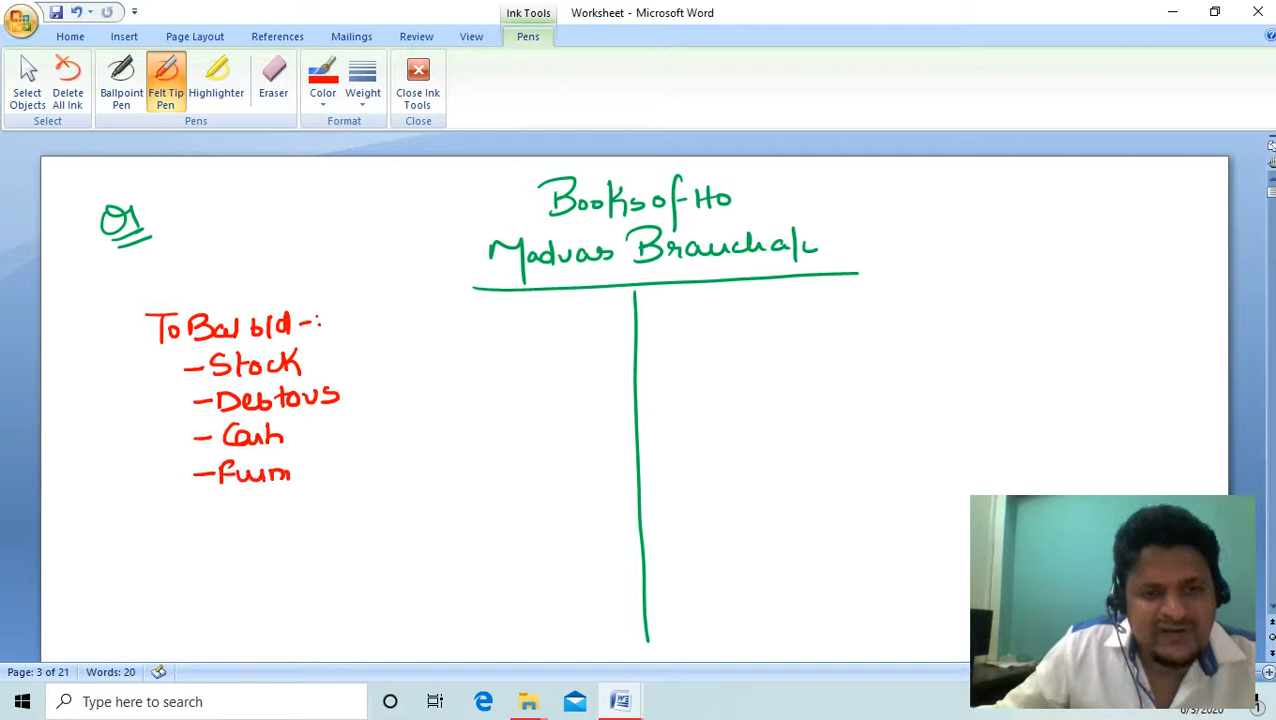 Ink Tools
Worksheet - Microsoft Word
Home Insert Page Layout References Mailings Review View Pens
Select Objects
Delete All Ink
Ballpoint Pen
Felt Tip Pen
Highlighter
Eraser
Color
Weight
Close Ink Tools
Select Pens Format Close
Q1
Books of HO
Madras Branch a/c
To Bal b/d -:
- Stock
- Debtors
- Cash
- Furn
Page: 3 of 21 Words: 20
Type here to search
6/3/2020